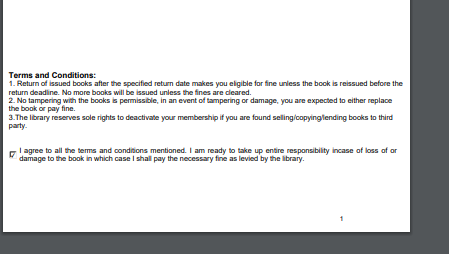 Terms and Conditions:
1. Return of issued books after the specified return date makes you eligible for fine unless the book is reissued before the
return deadline. No more books will be issued unless the fines are cleared.
2. No tampering with the books is permissible, in an event of tampering or damage, you are expected to either replace
the book or pay fine.
3.The library reserves sole rights to deactivate your membership if you are found selling/copying/lending books to third
party.
I agree to all the terms and conditions mentioned. I am ready to take up entire responsibility incase of loss of or
damage to the book in which case I shall pay the necessary fine as levied by the library.
1